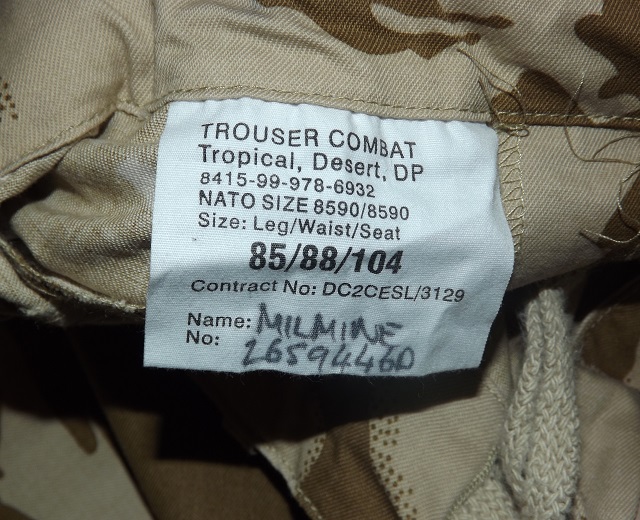 TROUSER COMBAT
Tropical, Desert, DP
8415-99-978-6932
NATO SIZE 8590/8590
Size: Leg/Waist/Seat
85/88/104
Contract No: DC2CESL/3129
Name: MILMINE
No: 26594460